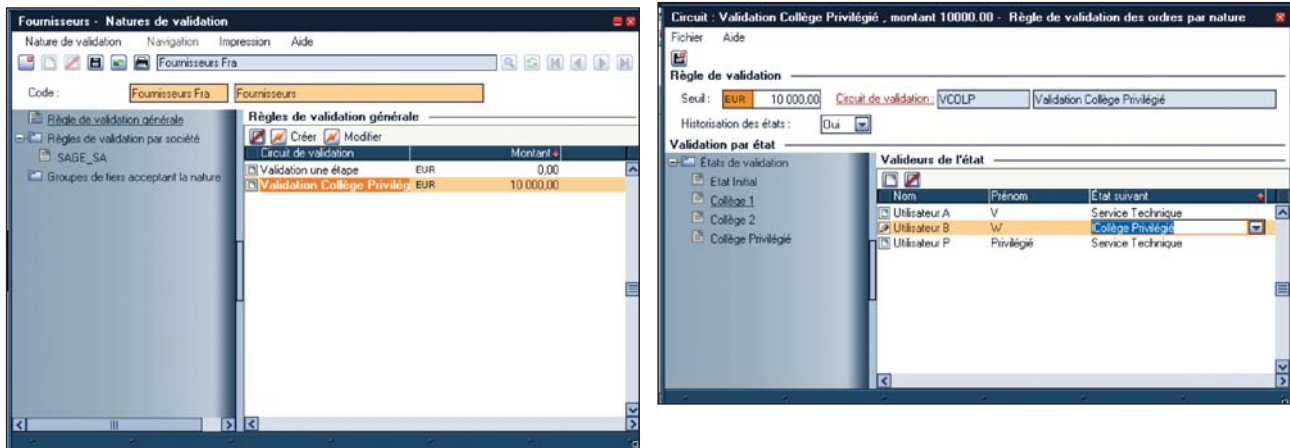 Fournisseurs - Natures de validation
Nature de validation Navigation Impression Aide
Fournisseurs Fra
Code : Fournisseurs Fra Fournisseurs
Règle de validation générale
Règles de validation par société
SAGE_SA
Groupes de tiers acceptant la nature
Règles de validation générale
Créer Modifier
Circuit de validation Montant
Validation une étape EUR 0,00
Validation Collège Privilég EUR 10 000,00
Circuit : Validation Collège Privilégié , montant 10000.00 - Règle de validation des ordres par nature
Fichier Aide
Règle de validation
Seuil : EUR 10 000,00 Circuit de validation : VCOLP Validation Collège Privilégié
Historisation des états : Oui
Validation par état
États de validation
Etat Initial
Collège 1
Collège 2
Collège Privilégié
Valideurs de l'état
Nom Prénom État suivant
Utilisateur A V Service Technique
Utilisateur B W Collège Privilégié
Utilisateur P Privilégié Service Technique